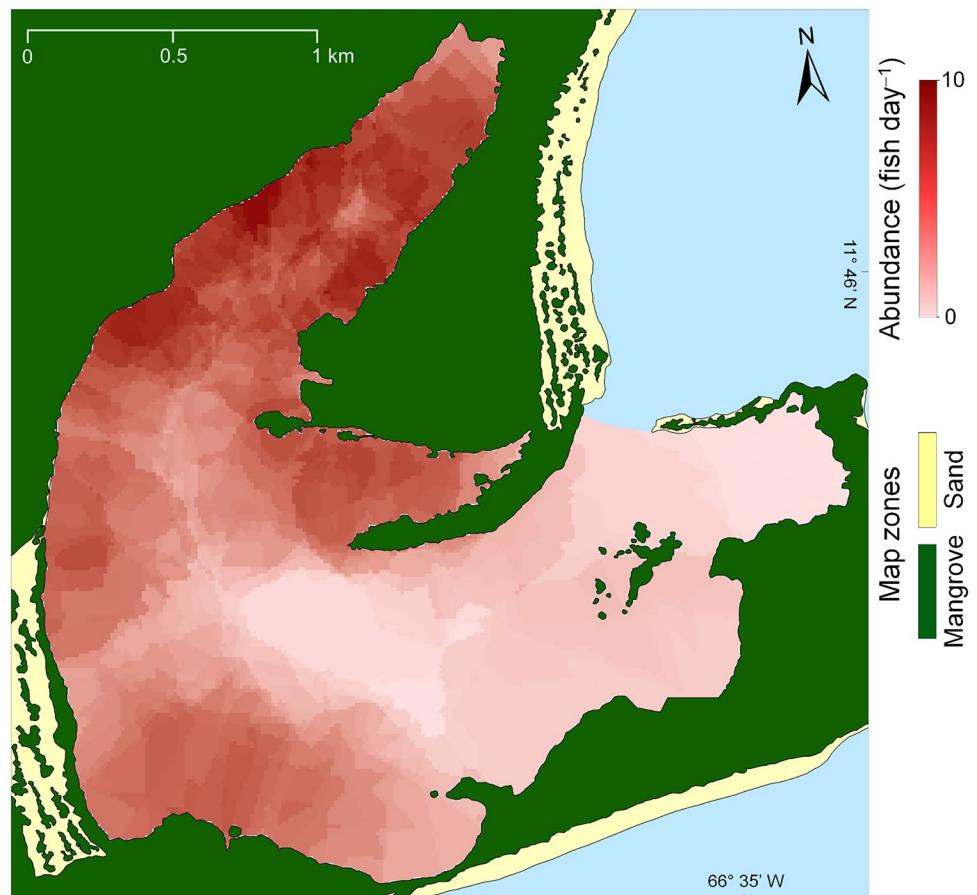 0 0.5 1 km
N
11° 46′ N
66° 35′ W
Abundance (fish day⁻¹)
10
0
Map zones
Sand
Mangrove